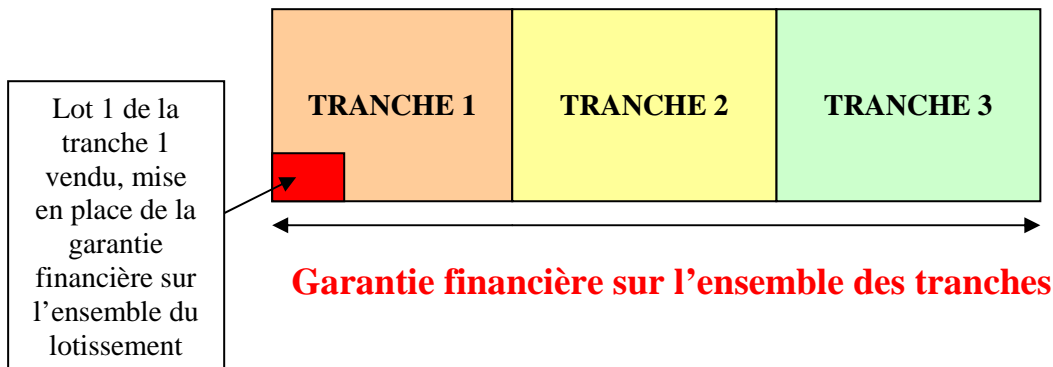 TRANCHE 1
TRANCHE 2
TRANCHE 3
Lot 1 de la
tranche 1
vendu, mise
en place de la
garantie
financière sur
l’ensemble du
lotissement
Garantie financière sur l’ensemble des tranches